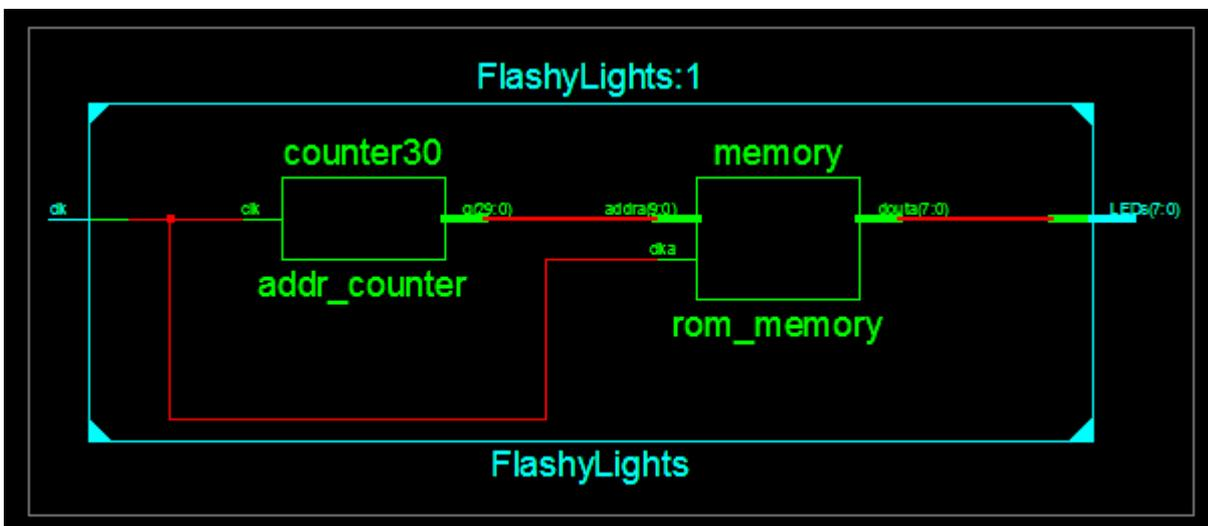 FlashyLights:1
counter30
memory
clk
clk
q(29:0)
addra(9:0)
douta(7:0)
LEDs(7:0)
clka
addr_counter
rom_memory
FlashyLights